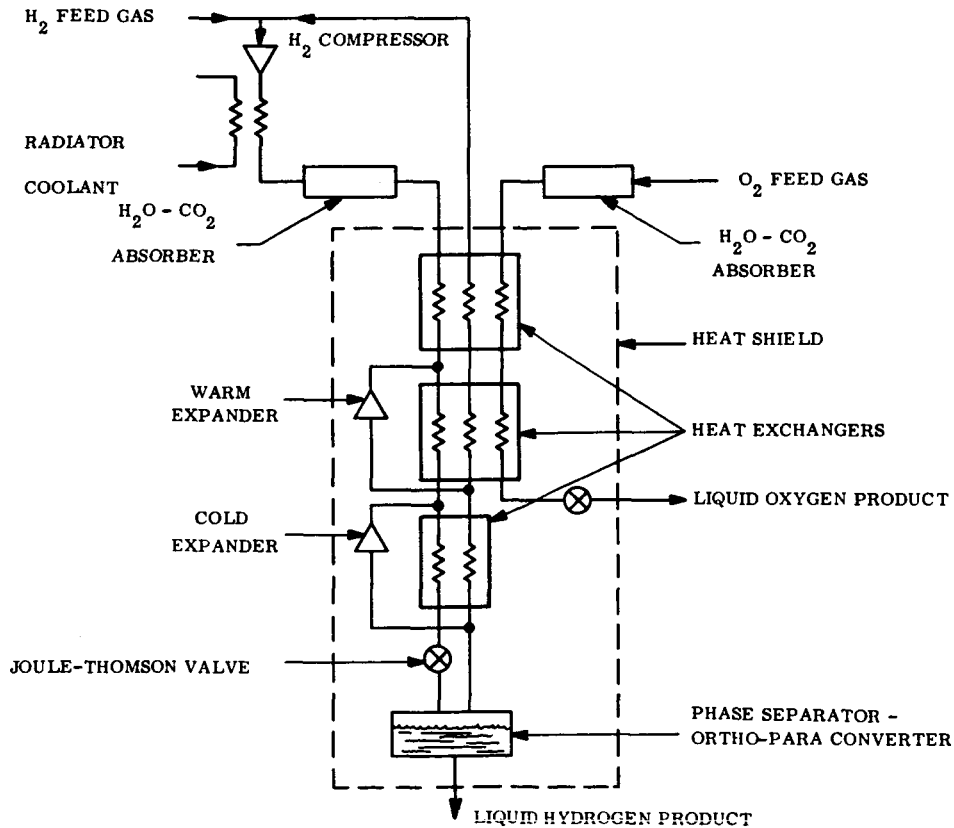 H2 FEED GAS
H2 COMPRESSOR
RADIATOR
COOLANT
H2O - CO2
ABSORBER
O2 FEED GAS
H2O - CO2
ABSORBER
HEAT SHIELD
WARM
EXPANDER
HEAT EXCHANGERS
LIQUID OXYGEN PRODUCT
COLD
EXPANDER
JOULE-THOMSON VALVE
PHASE SEPARATOR -
ORTHO-PARA CONVERTER
LIQUID HYDROGEN PRODUCT